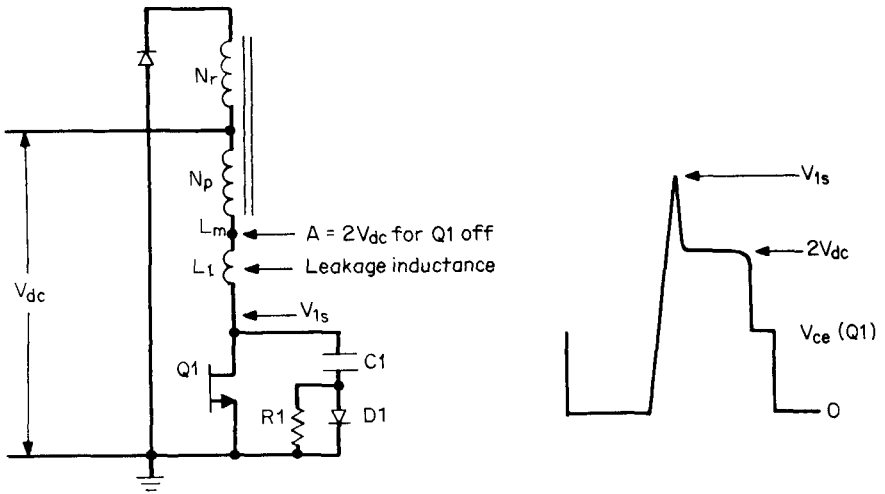 Nr
Np
Lm
A = 2Vdc for Q1 off
L1
Leakage inductance
Vdc
V1s
Q1
C1
R1
D1
V1s
2Vdc
Vce (Q1)
0